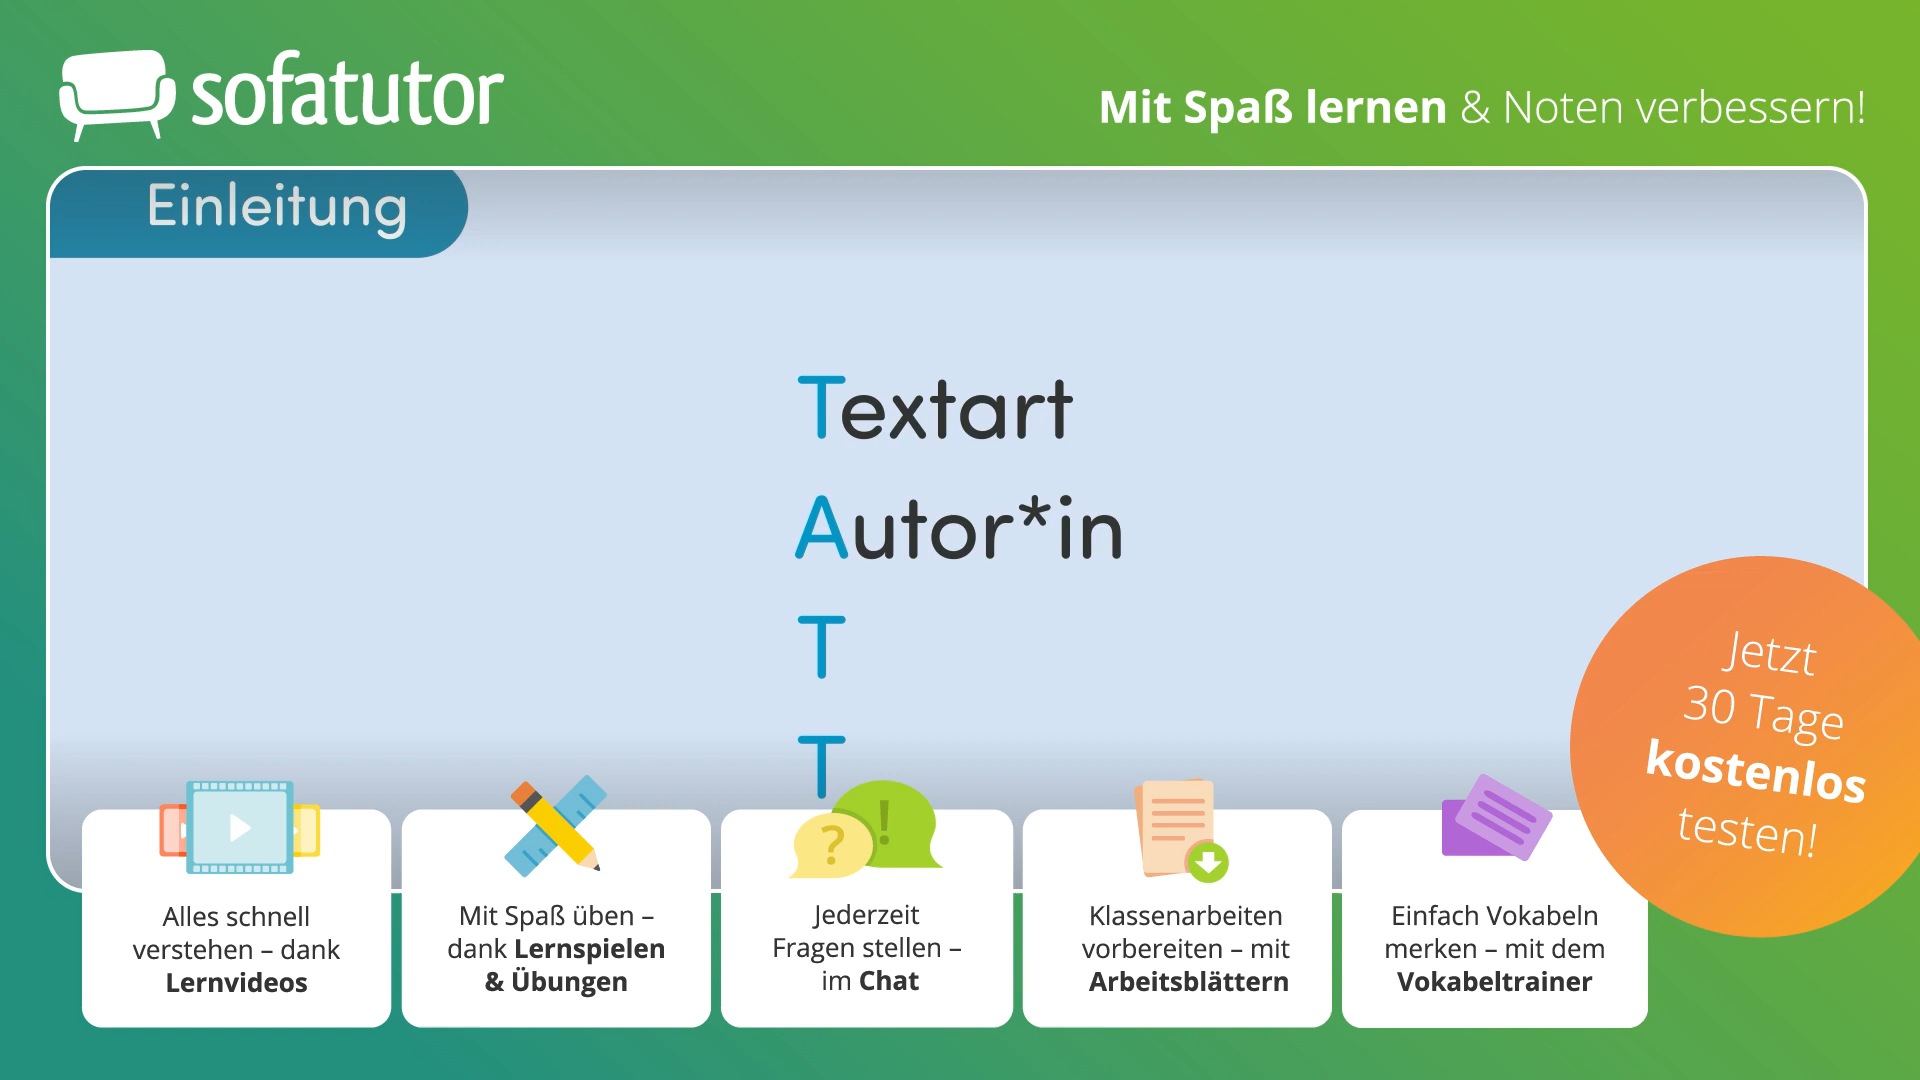 sofatutor
Mit Spaß lernen & Noten verbessern!
Einleitung
Textart
Autor*in
T
T
? !
Jetzt
30 Tage
kostenlos
testen!
Alles schnell
verstehen – dank
Lernvideos
Mit Spaß üben –
dank Lernspielen
& Übungen
Jederzeit
Fragen stellen –
im Chat
Klassenarbeiten
vorbereiten – mit
Arbeitsblättern
Einfach Vokabeln
merken – mit dem
Vokabeltrainer